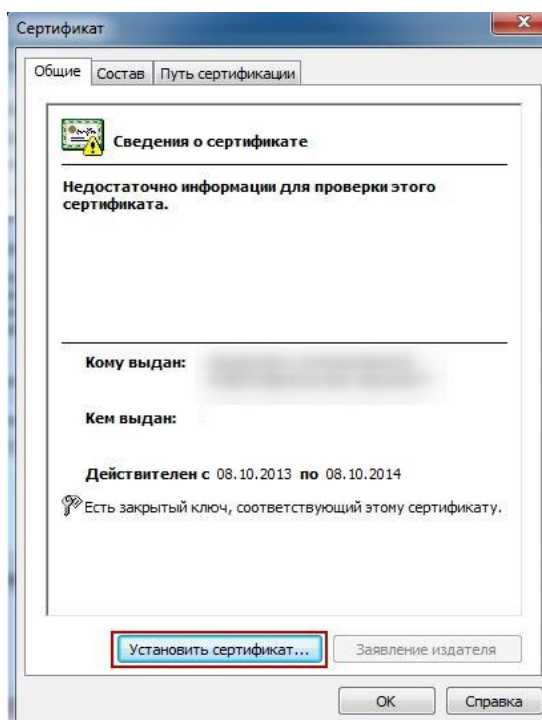 Сертификат
Общие Состав Путь сертификации
Сведения о сертификате
Недостаточно информации для проверки этого
сертификата.
Кому выдан:
Кем выдан:
Действителен с 08.10.2013 по 08.10.2014
Есть закрытый ключ, соответствующий этому сертификату.
Установить сертификат... Заявление издателя
ОК Справка